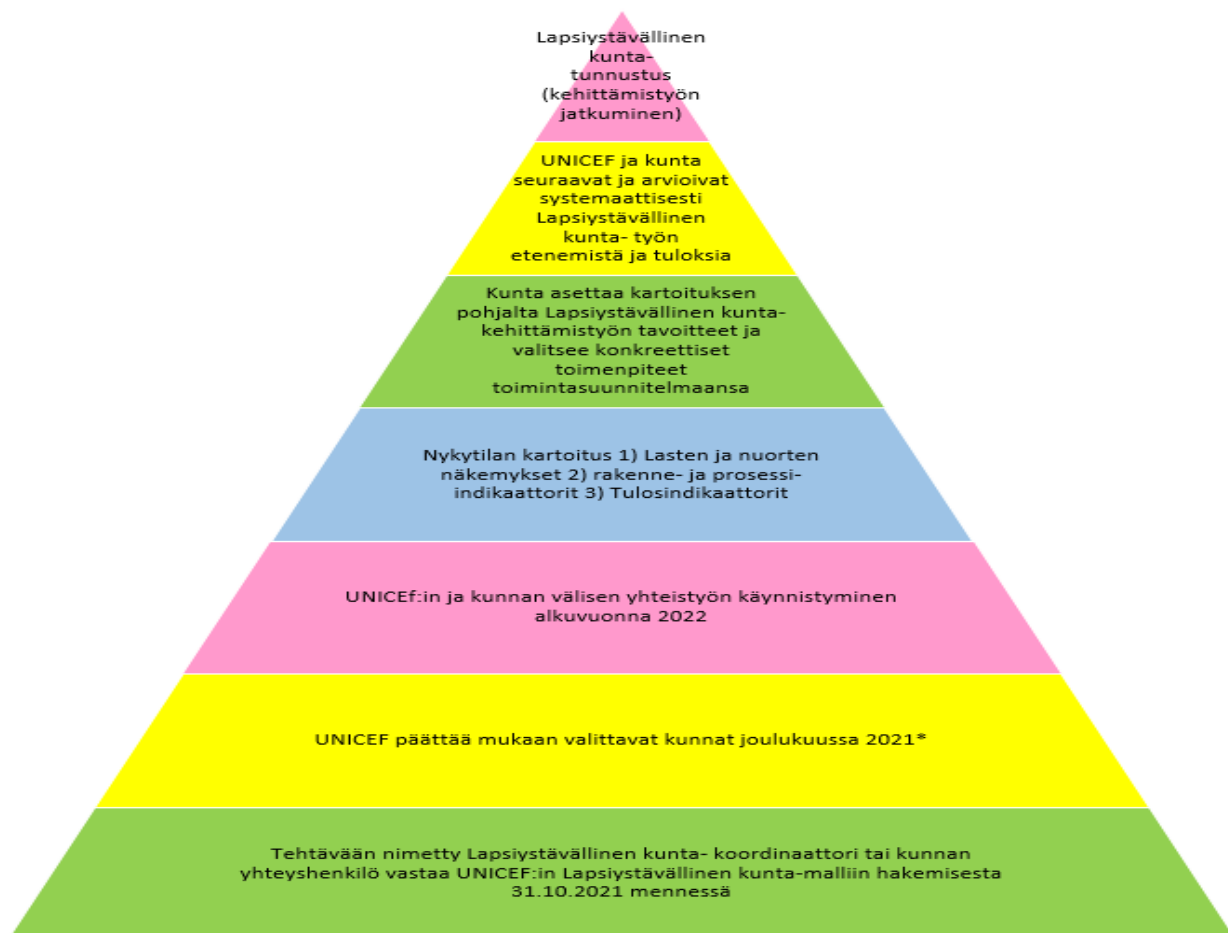 Lapsiystävällinen
kunta-
tunnustus
(kehittämistyön
jatkuminen)
UNICEF ja kunta
seuraavat ja arvioivat
systemaattisesti
Lapsiystävällinen
kunta- työn
etenemistä ja tuloksia
Kunta asettaa kartoituksen
pohjalta Lapsiystävällinen kunta-
kehittämistyön tavoitteet ja
valitsee konkreettiset
toimenpiteet
toimintasuunnitelmaansa
Nykytilan kartoitus 1) Lasten ja nuorten
näkemykset 2) rakenne- ja prosessi-
indikaattorit 3) Tulosindikaattorit
UNICEf:in ja kunnan välisen yhteistyön käynnistyminen
alkuvuonna 2022
UNICEF päättää mukaan valittavat kunnat joulukuussa 2021*
Tehtävään nimetty Lapsiystävällinen kunta- koordinaattori tai kunnan
yhteyshenkilö vastaa UNICEF:in Lapsiystävällinen kunta-malliin hakemisesta
31.10.2021 mennessä